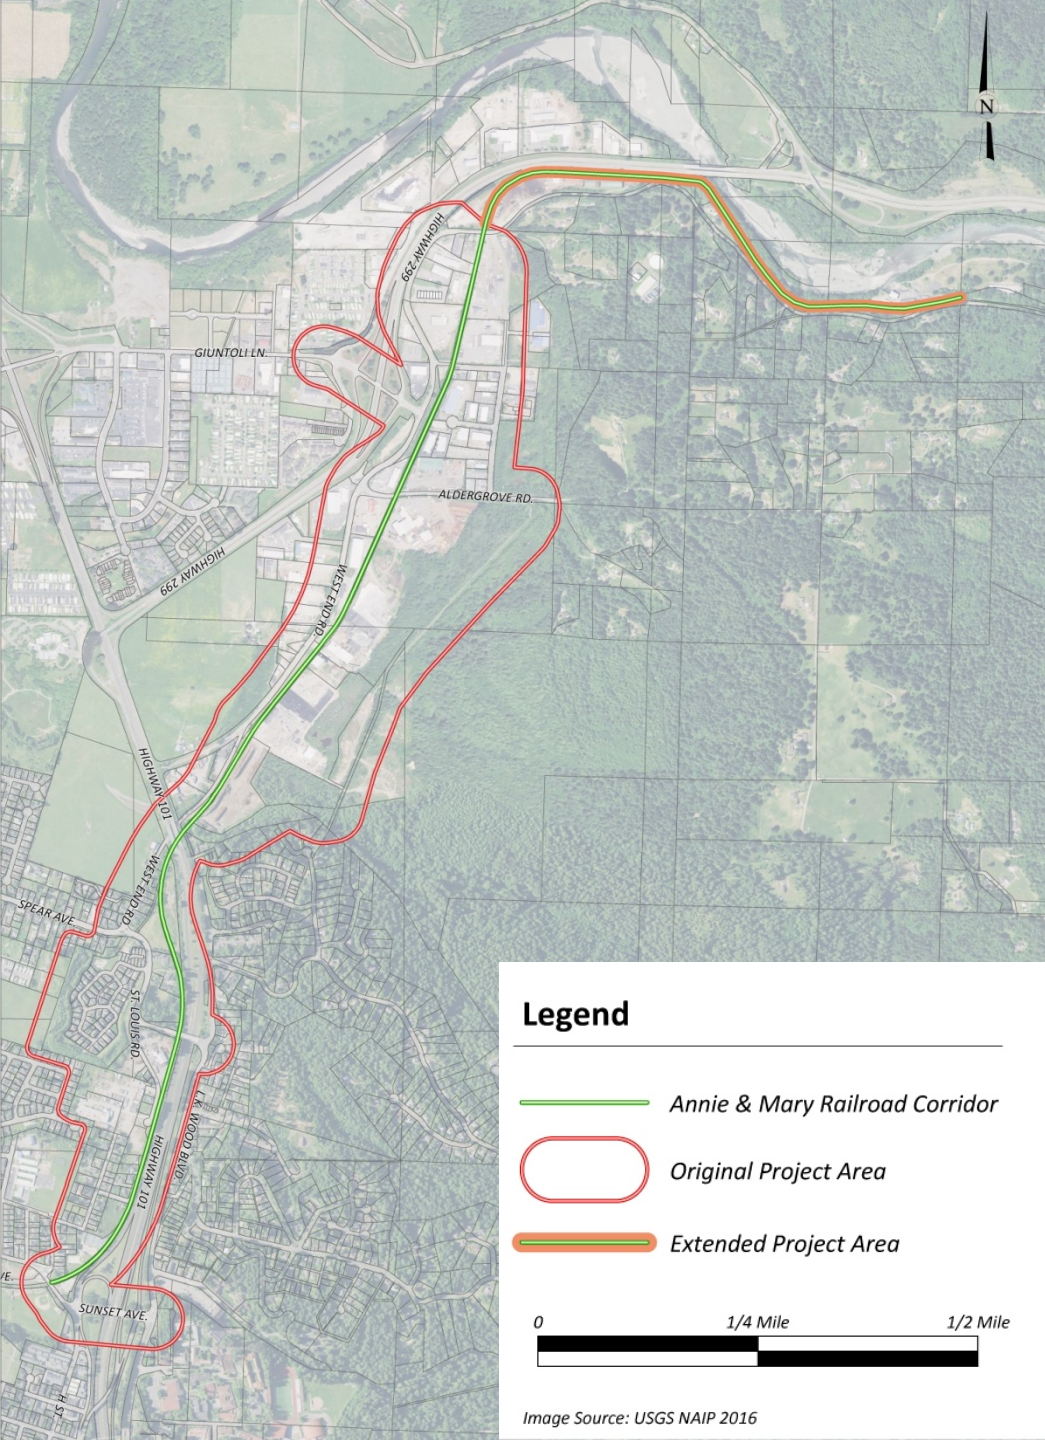 N
HIGHWAY 299
GIUNTOLI LN.
ALDERGROVE RD.
HIGHWAY 299
WEST END RD.
HIGHWAY 101
WEST END RD.
SPEAR AVE.
ST. LOUIS RD.
L.K. WOOD BLVD.
HIGHWAY 101
VE.
SUNSET AVE.
H ST.
Legend
Annie & Mary Railroad Corridor
Original Project Area
Extended Project Area
0 1/4 Mile 1/2 Mile
Image Source: USGS NAIP 2016